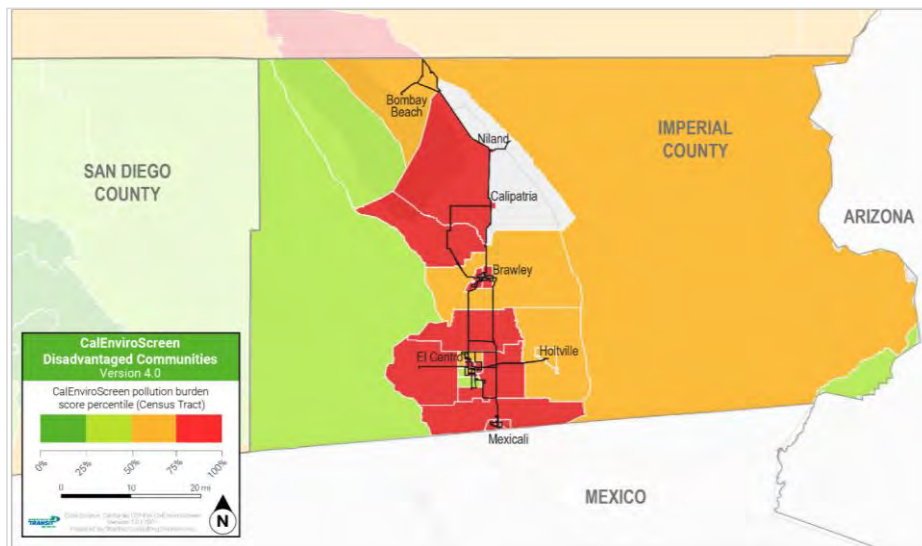 Bombay
Beach
Niland
IMPERIAL
COUNTY
SAN DIEGO
COUNTY
Calipatria
ARIZONA
Brawley
El Centro
Holtville
Mexicali
MEXICO
CalEnviroScreen
Disadvantaged Communities
Version 4.0
CalEnviroScreen pollution burden
score percentile (Census Tract)
0%
25%
50%
75%
100%
0 10 20 mi
TRANSIT
N